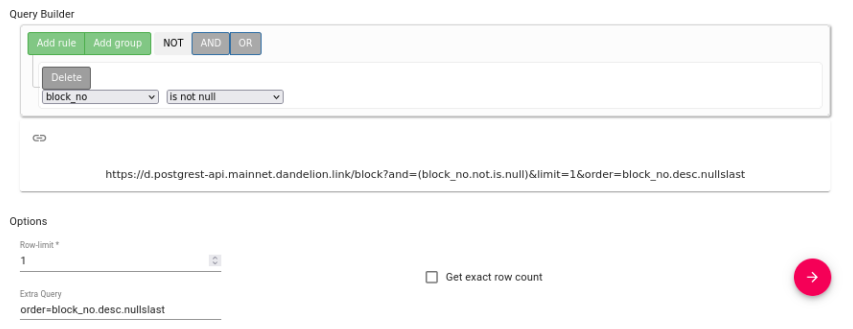 Query Builder
Add rule Add group NOT AND OR
Delete
block_no is not null
https://d.postgrest-api.mainnet.dandelion.link/block?and=(block_no.not.is.null)&limit=1&order=block_no.desc.nullslast
Options
Row-limit *
1
Get exact row count
Extra Query
order=block_no.desc.nullslast